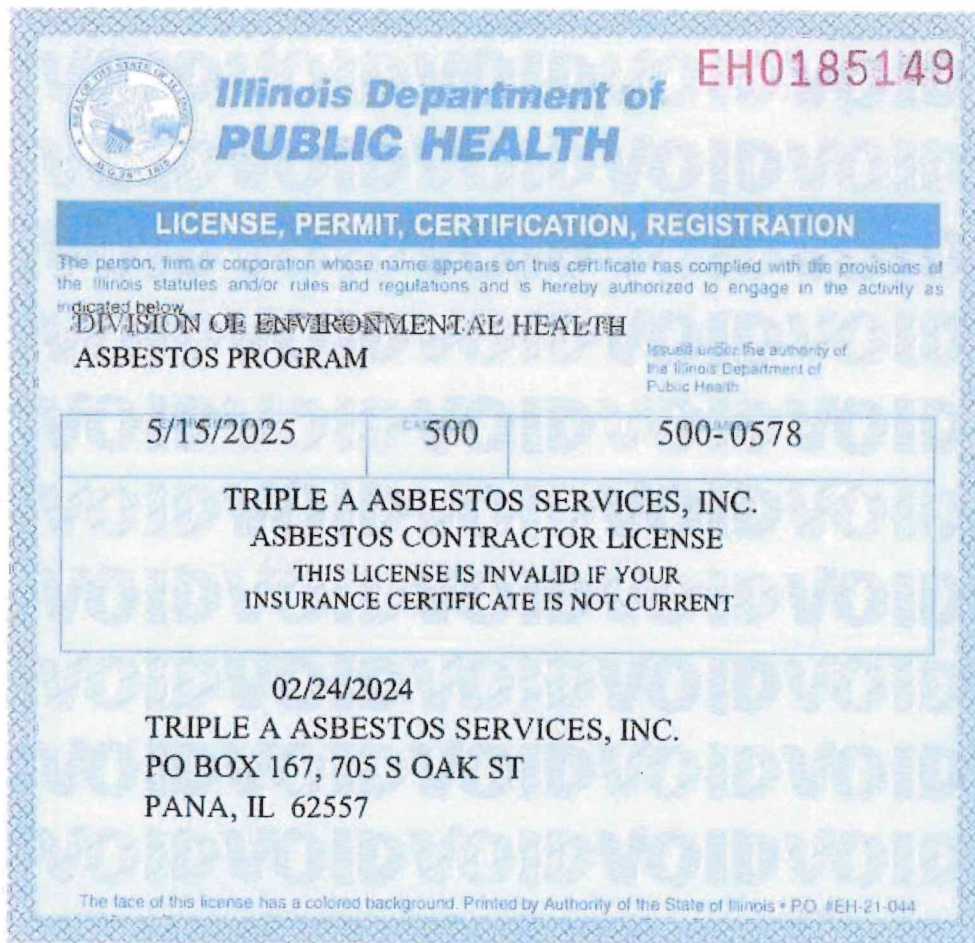 EH0185149
SEAL OF THE STATE OF ILLINOIS
Illinois Department of
PUBLIC HEALTH
LICENSE, PERMIT, CERTIFICATION, REGISTRATION
The person, firm or corporation whose name appears on this certificate has complied with the provisions of
the Illinois statutes and/or rules and regulations and is hereby authorized to engage in the activity as
indicated below.
DIVISION OF ENVIRONMENTAL HEALTH
ASBESTOS PROGRAM
Issued under the authority of
the Illinois Department of
Public Health
5/15/2025 500 500-0578
TRIPLE A ASBESTOS SERVICES, INC.
ASBESTOS CONTRACTOR LICENSE
THIS LICENSE IS INVALID IF YOUR
INSURANCE CERTIFICATE IS NOT CURRENT
02/24/2024
TRIPLE A ASBESTOS SERVICES, INC.
PO BOX 167, 705 S OAK ST
PANA, IL 62557
The face of this license has a colored background. Printed by Authority of the State of Illinois • P.O. #EH-21-044